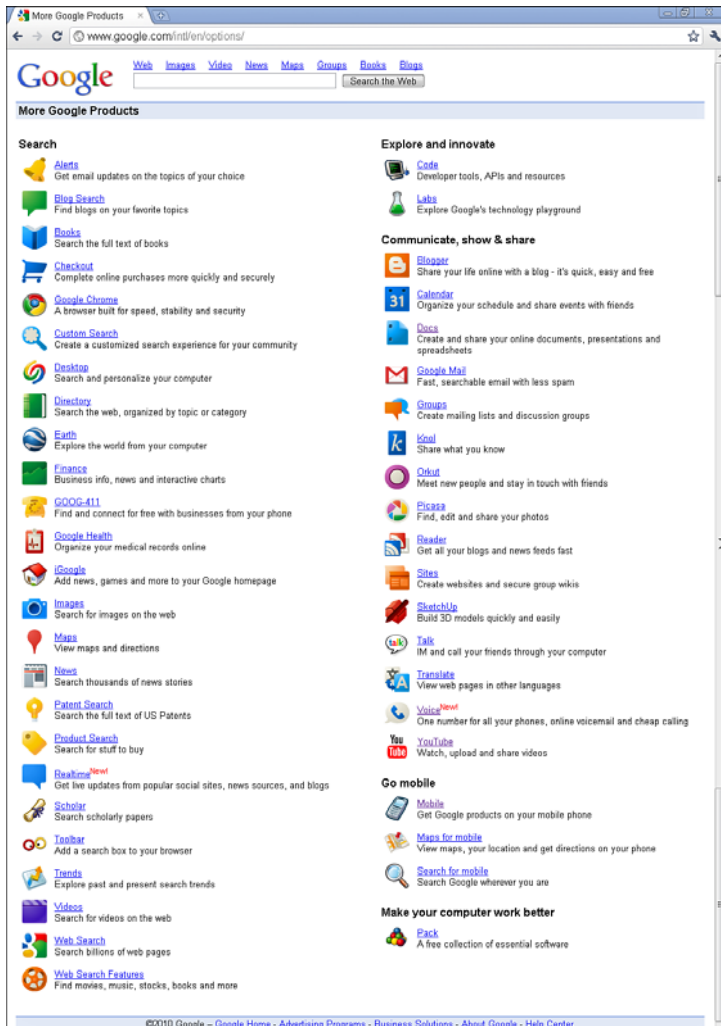 More Google Products
www.google.com/intl/en/options/
Web Images Video News Maps Groups Books Blogs
Google
Search the Web
More Google Products
Search
Alerts
Get email updates on the topics of your choice
Blog Search
Find blogs on your favorite topics
Books
Search the full text of books
Checkout
Complete online purchases more quickly and securely
Google Chrome
A browser built for speed, stability and security
Custom Search
Create a customized search experience for your community
Desktop
Search and personalize your computer
Directory
Search the web, organized by topic or category
Earth
Explore the world from your computer
Finance
Business info, news and interactive charts
GOOG-411
Find and connect for free with businesses from your phone
Google Health
Organize your medical records online
iGoogle
Add news, games and more to your Google homepage
Images
Search for images on the web
Maps
View maps and directions
News
Search thousands of news stories
Patent Search
Search the full text of US Patents
Product Search
Search for stuff to buy
Realtime New!
Get live updates from popular social sites, news sources, and blogs
Scholar
Search scholarly papers
Toolbar
Add a search box to your browser
Trends
Explore past and present search trends
Videos
Search for videos on the web
Web Search
Search billions of web pages
Web Search Features
Find movies, music, stocks, books and more
Explore and innovate
Code
Developer tools, APIs and resources
Labs
Explore Google's technology playground
Communicate, show & share
Blogger
Share your life online with a blog - it's quick, easy and free
31
Calendar
Organize your schedule and share events with friends
Docs
Create and share your online documents, presentations and
spreadsheets
Google Mail
Fast, searchable email with less spam
Groups
Create mailing lists and discussion groups
k
Knol
Share what you know
Orkut
Meet new people and stay in touch with friends
Picasa
Find, edit and share your photos
Reader
Get all your blogs and news feeds fast
Sites
Create websites and secure group wikis
SketchUp
Build 3D models quickly and easily
talk
Talk
IM and call your friends through your computer
Translate
View web pages in other languages
Voice New!
One number for all your phones, online voicemail and cheap calling
You
Tube
YouTube
Watch, upload and share videos
Go mobile
Mobile
Get Google products on your mobile phone
Maps for mobile
View maps, your location and get directions on your phone
Search for mobile
Search Google wherever you are
Make your computer work better
Pack
A free collection of essential software
©2010 Google – Google Home - Advertising Programs - Business Solutions - About Google - Help Center